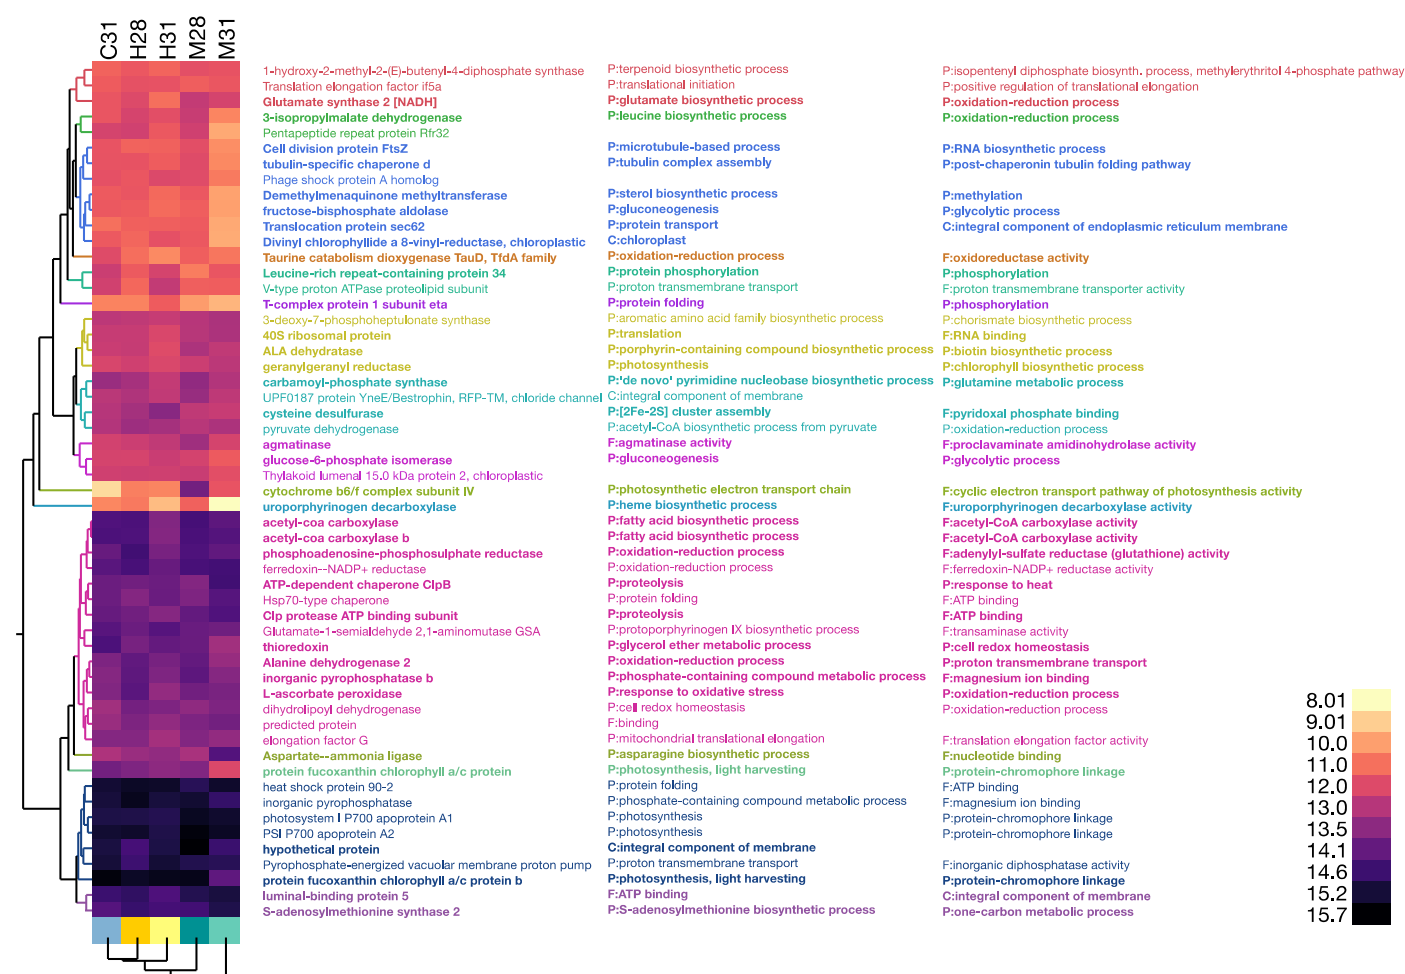 C31 H28 H31 M28 M31
1-hydroxy-2-methyl-2-(E)-butenyl-4-diphosphate synthase P:terpenoid biosynthetic process P:isopentenyl diphosphate biosynth. process, methylerythritol 4-phosphate pathway
Translation elongation factor if5a P:translational initiation P:positive regulation of translational elongation
Glutamate synthase 2 [NADH] P:glutamate biosynthetic process P:oxidation-reduction process
3-isopropylmalate dehydrogenase P:leucine biosynthetic process P:oxidation-reduction process
Pentapeptide repeat protein Rfr32
Cell division protein FtsZ P:microtubule-based process P:RNA biosynthetic process
tubulin-specific chaperone d P:tubulin complex assembly P:post-chaperonin tubulin folding pathway
Phage shock protein A homolog
Demethylmenaquinone methyltransferase P:sterol biosynthetic process P:methylation
fructose-bisphosphate aldolase P:gluconeogenesis P:glycolytic process
Translocation protein sec62 P:protein transport C:integral component of endoplasmic reticulum membrane
Divinyl chlorophyllide a 8-vinyl-reductase, chloroplastic C:chloroplast
Taurine catabolism dioxygenase TauD, TfdA family P:oxidation-reduction process F:oxidoreductase activity
Leucine-rich repeat-containing protein 34 P:protein phosphorylation P:phosphorylation
V-type proton ATPase proteolipid subunit P:proton transmembrane transport F:proton transmembrane transporter activity
T-complex protein 1 subunit eta P:protein folding P:phosphorylation
3-deoxy-7-phosphoheptulonate synthase P:aromatic amino acid family biosynthetic process P:chorismate biosynthetic process
40S ribosomal protein P:translation F:RNA binding
ALA dehydratase P:porphyrin-containing compound biosynthetic process P:biotin biosynthetic process
geranylgeranyl reductase P:photosynthesis P:chlorophyll biosynthetic process
carbamoyl-phosphate synthase P:'de novo' pyrimidine nucleobase biosynthetic process P:glutamine metabolic process
UPF0187 protein YneE/Bestrophin, RFP-TM, chloride channel C:integral component of membrane
cysteine desulfurase P:[2Fe-2S] cluster assembly F:pyridoxal phosphate binding
pyruvate dehydrogenase P:acetyl-CoA biosynthetic process from pyruvate P:oxidation-reduction process
agmatinase F:agmatinase activity F:proclavaminate amidinohydrolase activity
glucose-6-phosphate isomerase P:gluconeogenesis P:glycolytic process
Thylakoid lumenal 15.0 kDa protein 2, chloroplastic
cytochrome b6/f complex subunit IV P:photosynthetic electron transport chain F:cyclic electron transport pathway of photosynthesis activity
uroporphyrinogen decarboxylase P:heme biosynthetic process F:uroporphyrinogen decarboxylase activity
acetyl-coa carboxylase P:fatty acid biosynthetic process F:acetyl-CoA carboxylase activity
acetyl-coa carboxylase b P:fatty acid biosynthetic process F:acetyl-CoA carboxylase activity
phosphoadenosine-phosphosulphate reductase P:oxidation-reduction process F:adenylyl-sulfate reductase (glutathione) activity
ferredoxin--NADP+ reductase P:oxidation-reduction process F:ferredoxin-NADP+ reductase activity
ATP-dependent chaperone ClpB P:proteolysis P:response to heat
Hsp70-type chaperone P:protein folding F:ATP binding
Clp protease ATP binding subunit P:proteolysis F:ATP binding
Glutamate-1-semialdehyde 2,1-aminomutase GSA P:protoporphyrinogen IX biosynthetic process F:transaminase activity
thioredoxin P:glycerol ether metabolic process P:cell redox homeostasis
Alanine dehydrogenase 2 P:oxidation-reduction process P:proton transmembrane transport
inorganic pyrophosphatase b P:phosphate-containing compound metabolic process F:magnesium ion binding
L-ascorbate peroxidase P:response to oxidative stress P:oxidation-reduction process
dihydrolipoyl dehydrogenase P:cell redox homeostasis P:oxidation-reduction process
predicted protein F:binding
elongation factor G P:mitochondrial translational elongation F:translation elongation factor activity
Aspartate--ammonia ligase P:asparagine biosynthetic process F:nucleotide binding
protein fucoxanthin chlorophyll a/c protein P:photosynthesis, light harvesting P:protein-chromophore linkage
heat shock protein 90-2 P:protein folding F:ATP binding
inorganic pyrophosphatase P:phosphate-containing compound metabolic process F:magnesium ion binding
photosystem I P700 apoprotein A1 P:photosynthesis P:protein-chromophore linkage
PSI P700 apoprotein A2 P:photosynthesis P:protein-chromophore linkage
hypothetical protein C:integral component of membrane
Pyrophosphate-energized vacuolar membrane proton pump P:proton transmembrane transport F:inorganic diphosphatase activity
protein fucoxanthin chlorophyll a/c protein b P:photosynthesis, light harvesting P:protein-chromophore linkage
luminal-binding protein 5 F:ATP binding C:integral component of membrane
S-adenosylmethionine synthase 2 P:S-adenosylmethionine biosynthetic process P:one-carbon metabolic process
8.01
9.01
10.0
11.0
12.0
13.0
13.5
14.1
14.6
15.2
15.7